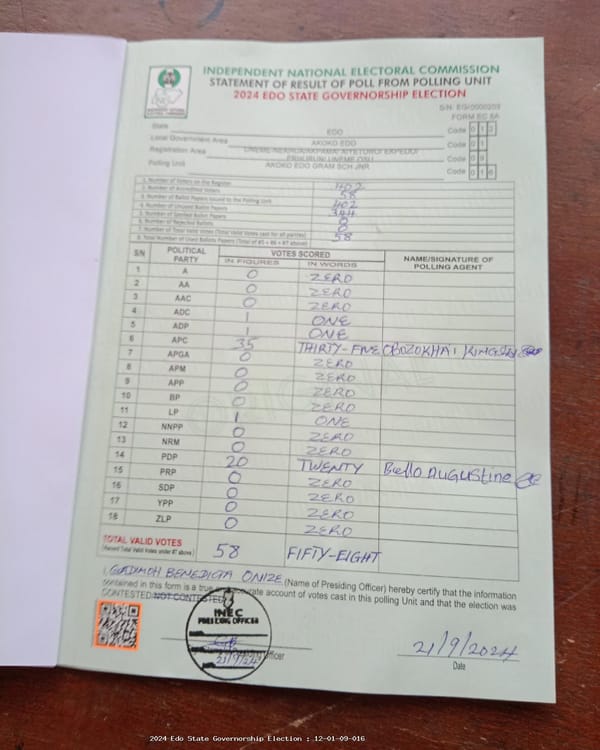 INDEPENDENT NATIONAL ELECTORAL COMMISSION
STATEMENT OF RESULT OF POLL FROM POLLING UNIT
2024 EDO STATE GOVERNORSHIP ELECTION
FORM EC 8A
State EDO Code 0 1 2
Local Government Area AKOKO EDO Code 0 1
Registration Area Code 0 9
Polling Unit AKOKO EDO GRAM SCH JNR Code 0 1 6
1. Number of Voters on the Register 402
2. Number of Accredited Voters 58
3. Number of Ballot Papers Issued to the Polling Unit 402
4. Number of Unused Ballot Papers 344
5. Number of Spoiled Ballot Papers 0
6. Number of Rejected Ballots 0
7. Number of Total Valid Votes (Total Valid Votes cast for all parties) 58
8. Total Number of Used Ballots Papers (Total of #5 + #6 + #7 above)
S/N POLITICAL PARTY VOTES SCORED NAME/SIGNATURE OF POLLING AGENT
IN FIGURES IN WORDS
1 A 0 ZERO
2 AA 0 ZERO
3 AAC 0 ZERO
4 ADC 1 ONE
5 ADP 1 ONE
6 APC 35 THIRTY-FIVE
7 APGA 0 ZERO
8 APM 0 ZERO
9 APP 0 ZERO
10 BP 0 ZERO
11 LP 1 ONE
12 NNPP 0 ZERO
13 NRM 0 ZERO
14 PDP 20 TWENTY Bello AUGUSTINE
15 PRP 0 ZERO
16 SDP 0 ZERO
17 YPP 0 ZERO
18 ZLP 0 ZERO
TOTAL VALID VOTES 58 FIFTY-EIGHT
(Record Total Valid Votes under #7 above)
I, BENEDICTA ONIZE (Name of Presiding Officer) hereby certify that the information
contained in this form is a true account of votes cast in this polling Unit and that the election was
CONTESTED/NOT CONTESTED
INEC
PRESIDING OFFICER
21/9/24
21/9/2024
Date
2024 Edo State Governorship Election : 12-01-09-016